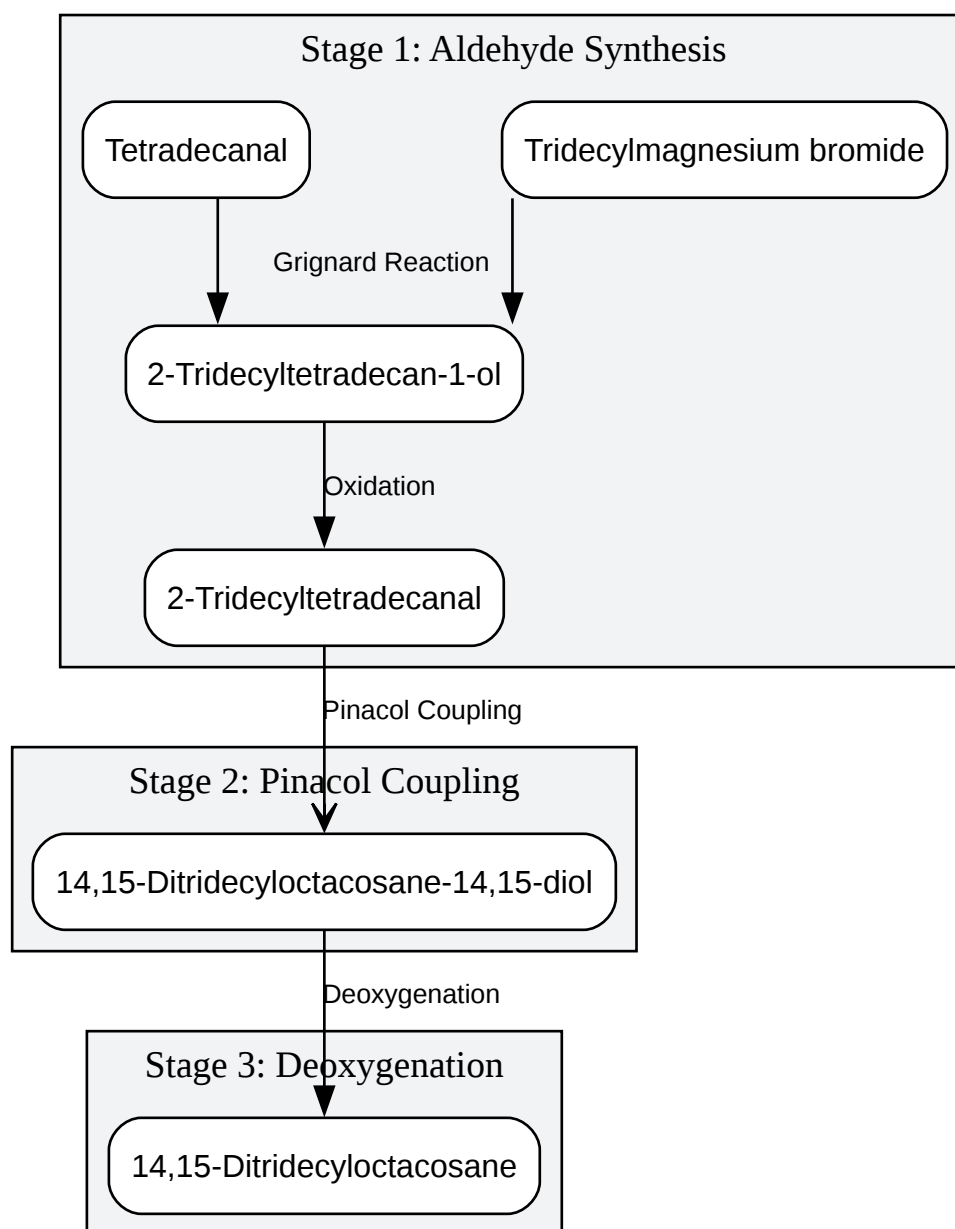 Stage 1: Aldehyde Synthesis
Tetradecanal
Tridecylmagnesium bromide
Grignard Reaction
2-Tridecyltetradecan-1-ol
Oxidation
2-Tridecyltetradecanal
Pinacol Coupling
Stage 2: Pinacol Coupling
14,15-Ditridecyloctacosane-14,15-diol
Deoxygenation
Stage 3: Deoxygenation
14,15-Ditridecyloctacosane